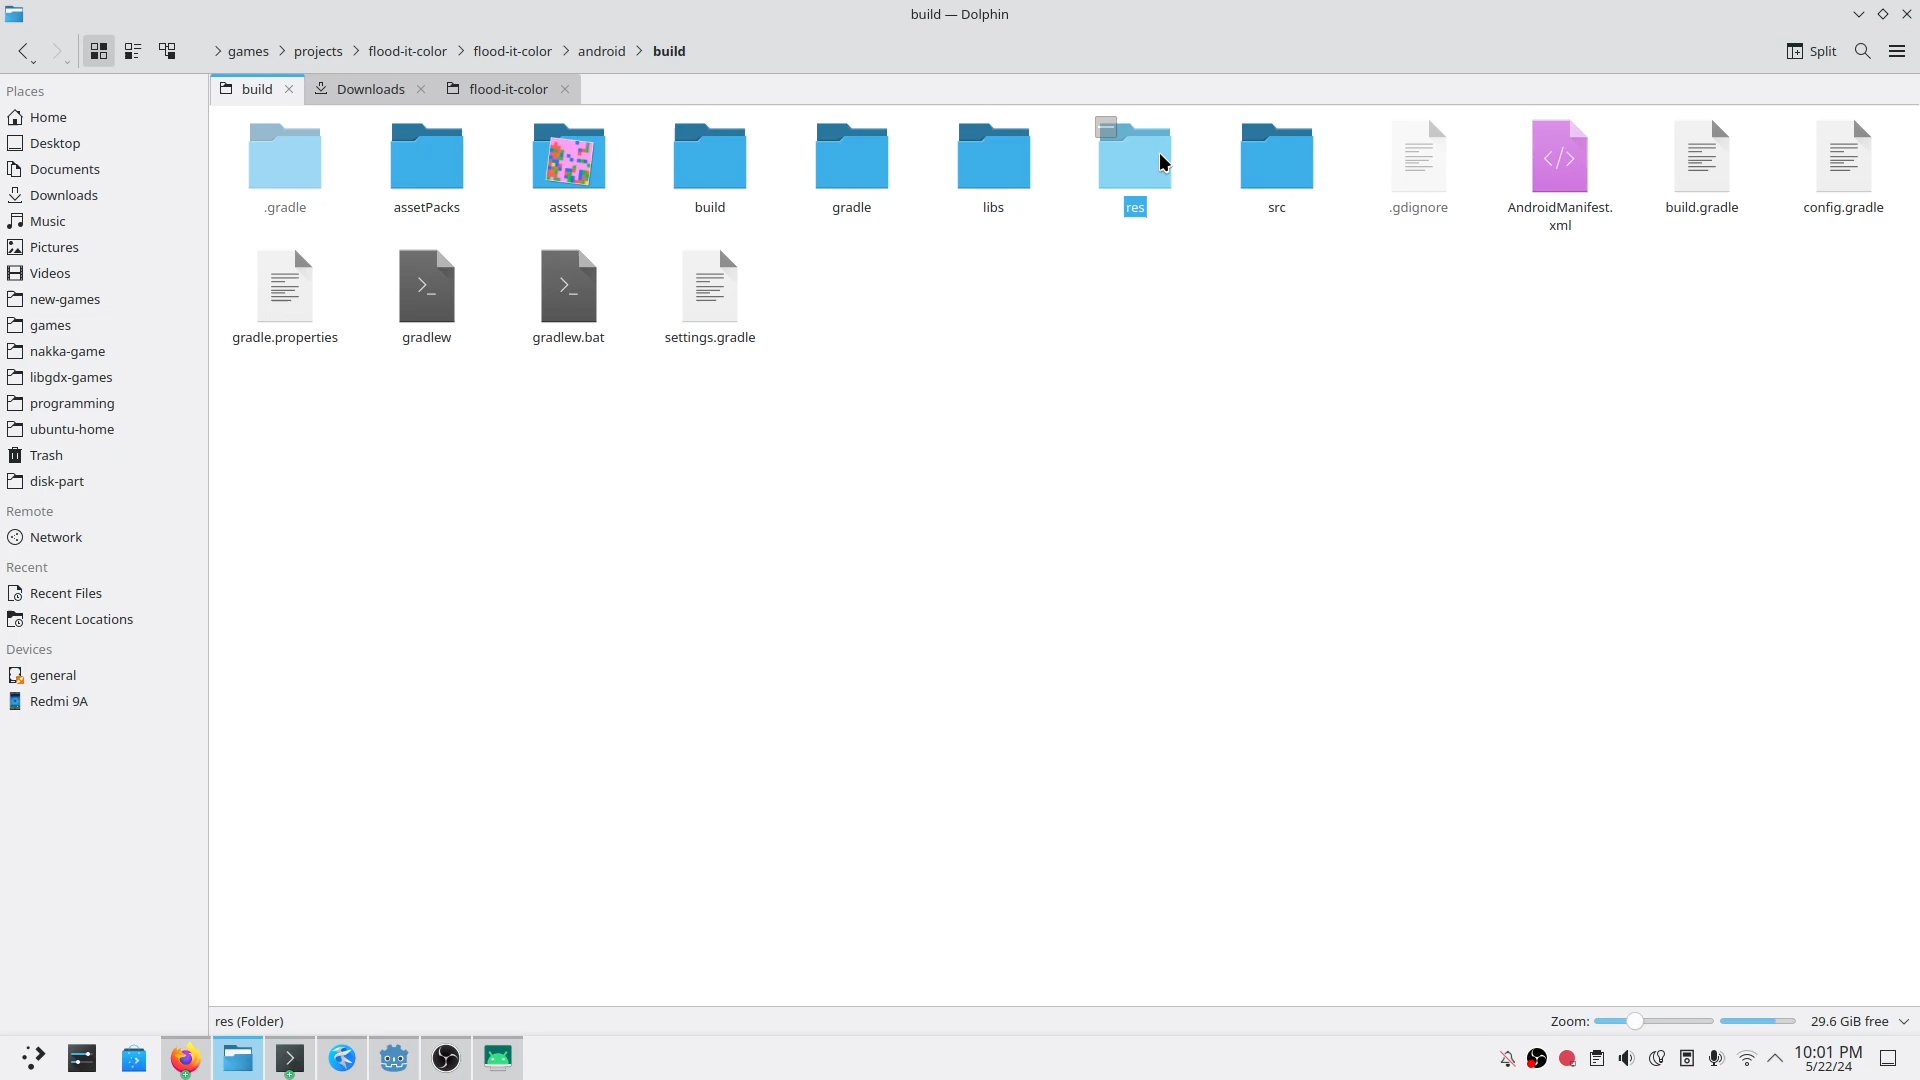 build — Dolphin
games
projects
flood-it-color
flood-it-color
android
build
Split
Places
build
Downloads
flood-it-color
Home
Desktop
Documents
Downloads
Music
Pictures
Videos
new-games
games
nakka-game
libgdx-games
programming
ubuntu-home
Trash
disk-part
Remote
Network
Recent
Recent Files
Recent Locations
Devices
general
Redmi 9A
.gradle
assetPacks
assets
build
gradle
libs
res
src
.gdignore
AndroidManifest.
xml
build.gradle
config.gradle
gradle.properties
gradlew
gradlew.bat
settings.gradle
res (Folder)
Zoom:
29.6 GiB free
10:01 PM
5/22/24